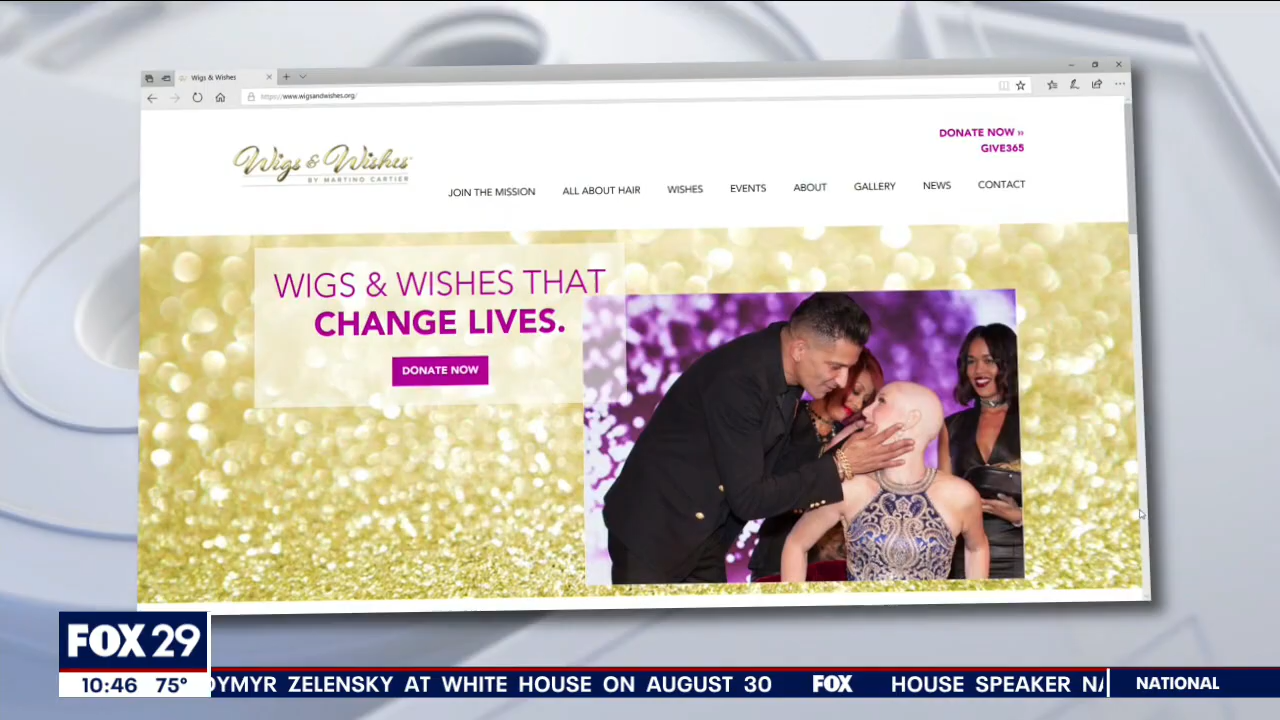 Wigs & Wishes
https://www.wigsandwishes.org/
DONATE NOW »
GIVE365
Wigs & Wishes
BY MARTINO CARTIER
JOIN THE MISSION ALL ABOUT HAIR WISHES EVENTS ABOUT GALLERY NEWS CONTACT
WIGS & WISHES THAT
CHANGE LIVES.
DONATE NOW
FOX 29
10:46 75°
DYMYR ZELENSKY AT WHITE HOUSE ON AUGUST 30 FOX HOUSE SPEAKER NA NATIONAL